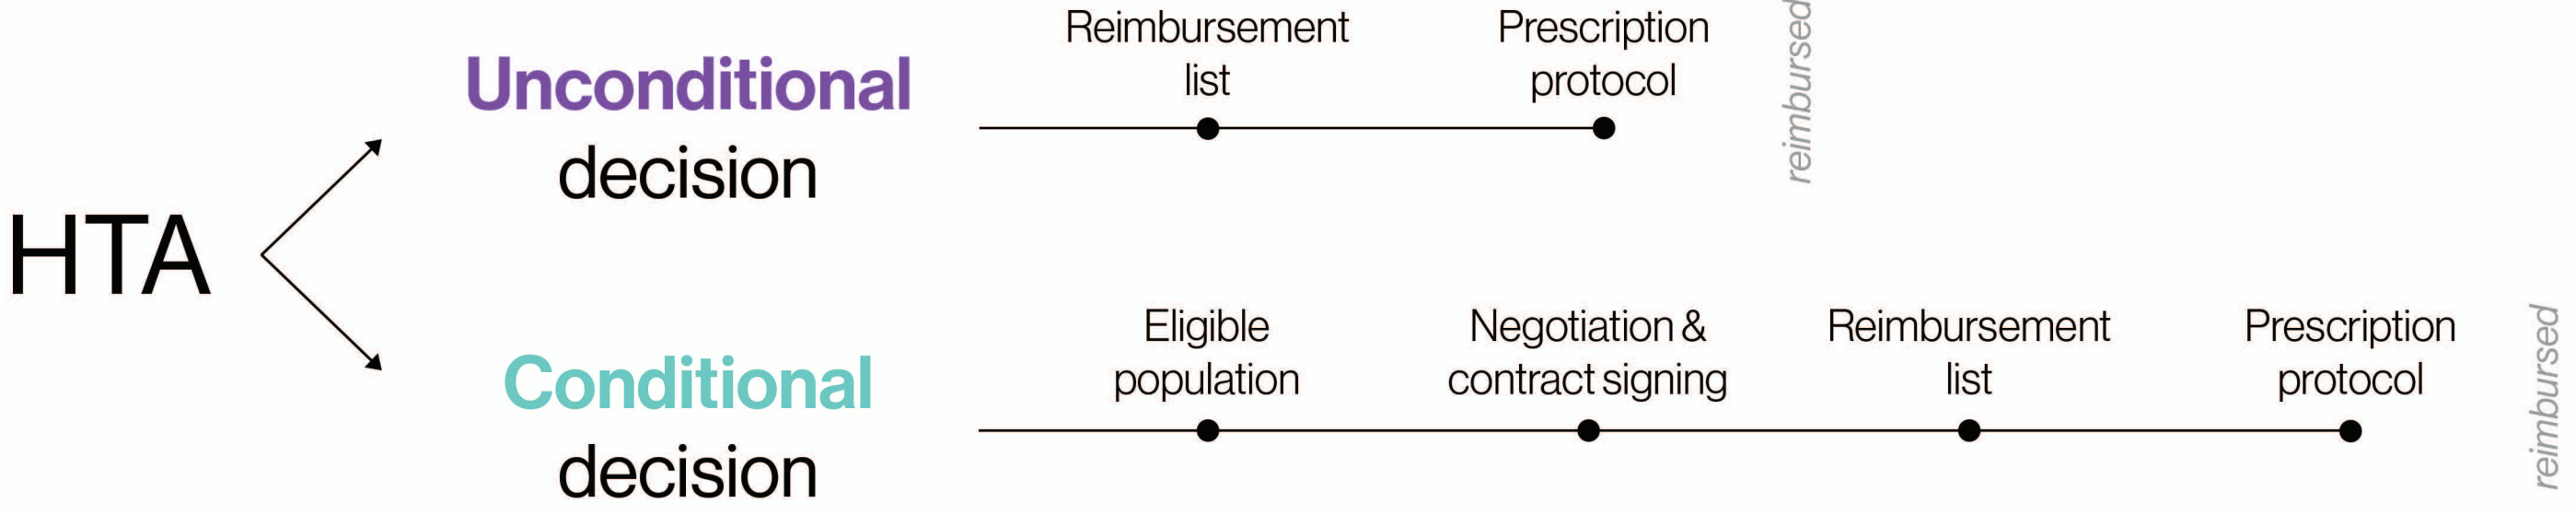 HTA
Unconditional
decision
Reimbursement
list
Prescription
protocol
reimbursed
Conditional
decision
Eligible
population
Negotiation &
contract signing
Reimbursement
list
Prescription
protocol
reimbursed